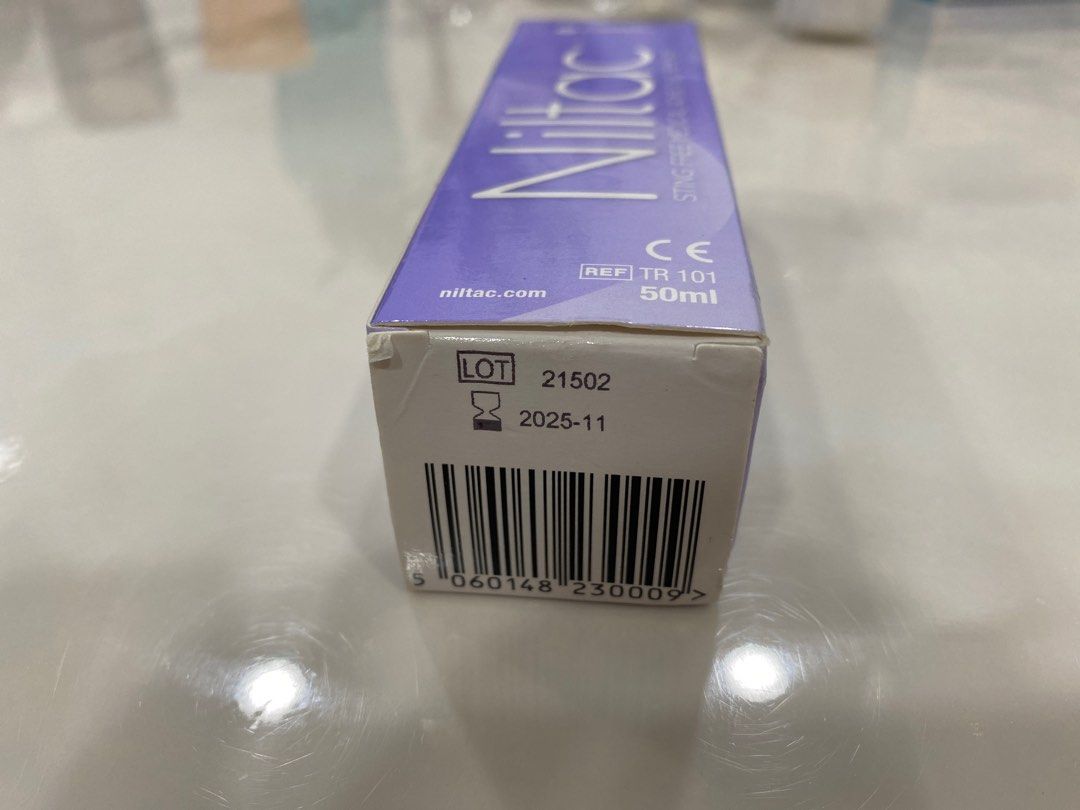 Niltac
STING FREE
CE
REF TR 101
niltac.com
50ml
LOT 21502
2025-11
5 060148 230009 >